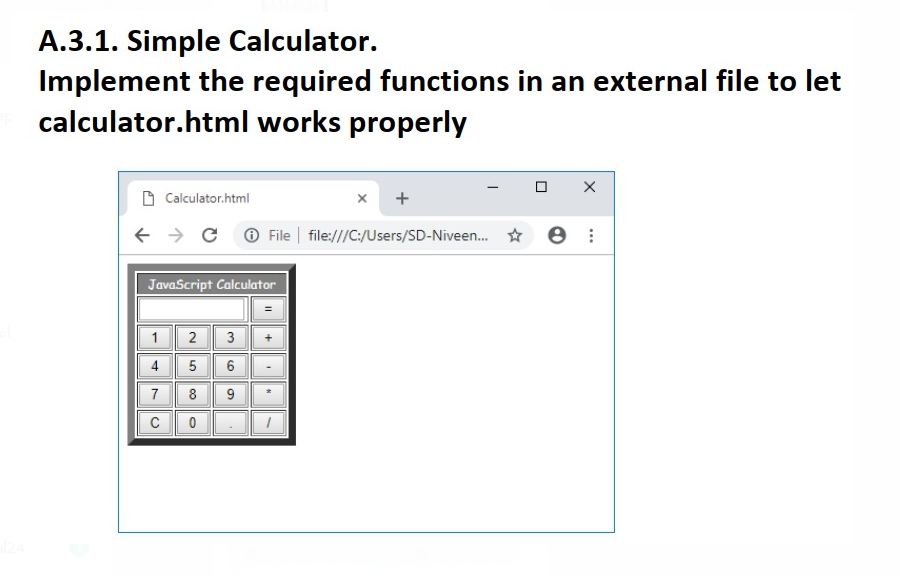 A.3.1. Simple Calculator.
Implement the required functions in an external file to let
calculator.html works properly
Calculator.html
File | file:///C:/Users/SD-Niveen...
JavaScript Calculator
=
1 2 3 +
4 5 6 -
7 8 9 *
C 0 . /